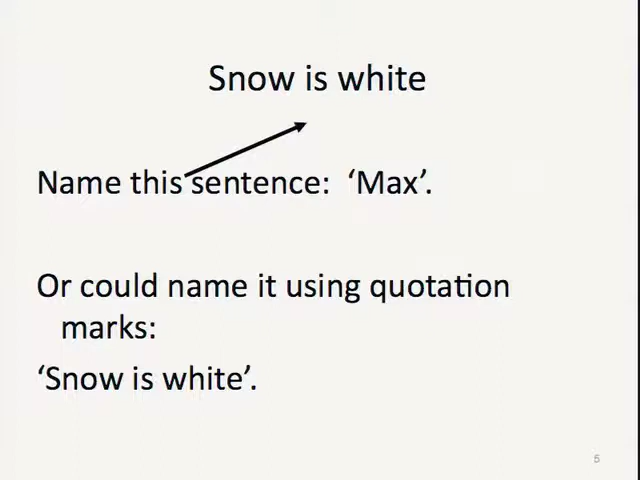 Snow is white
Name this sentence:  ‘Max’.
Or could name it using quotation
marks:
‘Snow is white’.
5